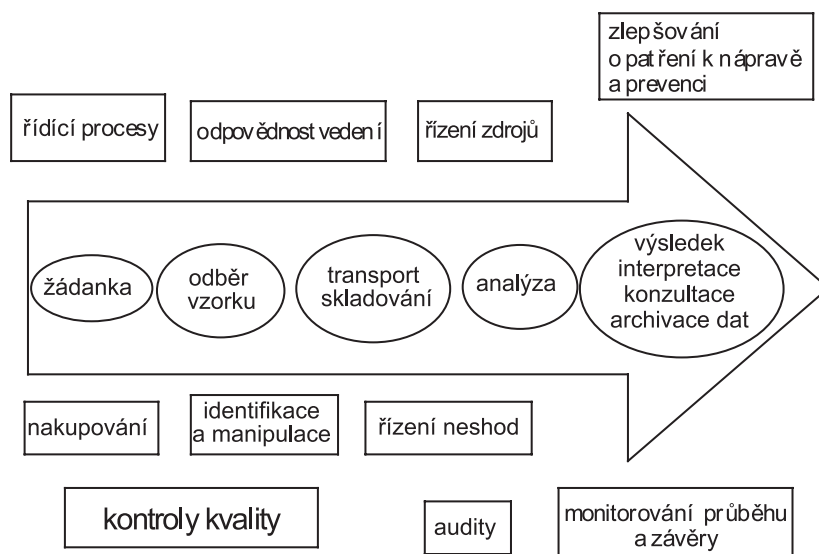 zlepšování
opatření k nápravě
a prevenci
řídící procesy
odpovědnost vedení
řízení zdrojů
žádanka
odběr
vzorku
transport
skladování
analýza
výsledek
interpretace
konzultace
archivace dat
nakupování
identifikace
a manipulace
řízení neshod
kontroly kvality
audity
monitorování průběhu
a závěry